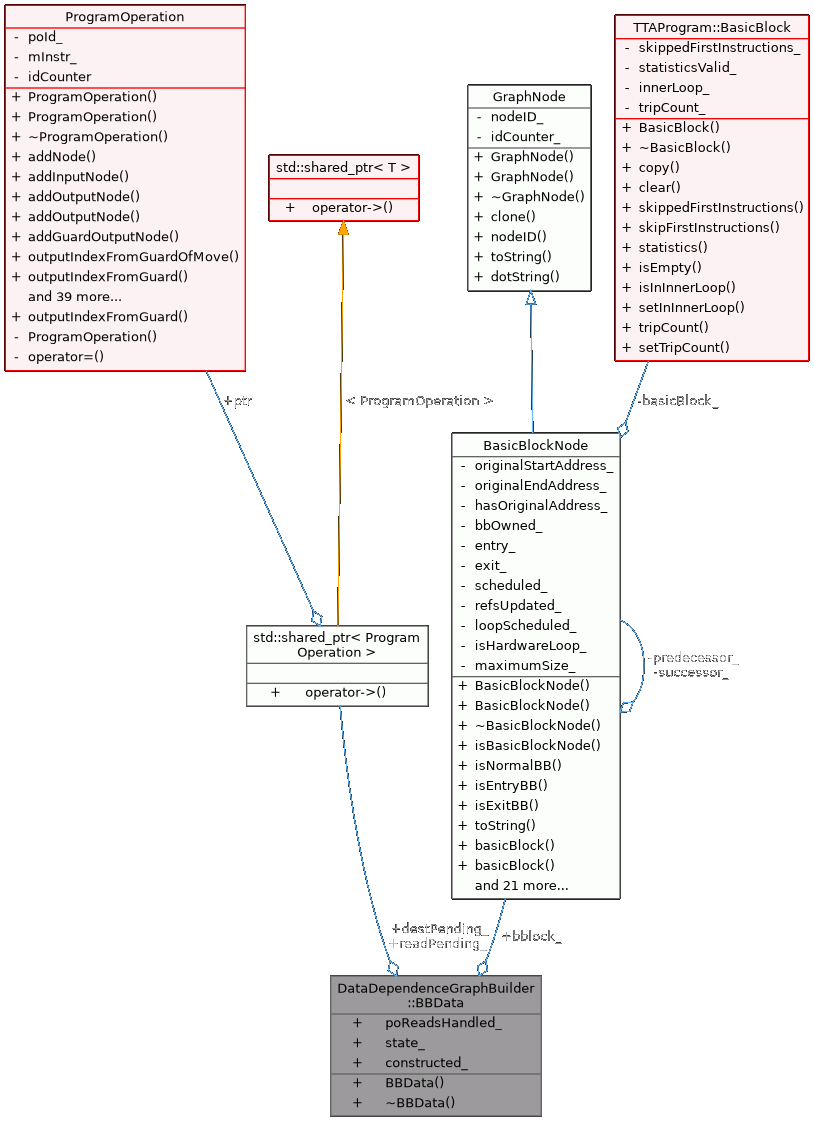 ProgramOperation
- poId_
- mInstr_
- idCounter
+ ProgramOperation()
+ ProgramOperation()
+ ~ProgramOperation()
+ addNode()
+ addInputNode()
+ addOutputNode()
+ addOutputNode()
+ addGuardOutputNode()
+ outputIndexFromGuardOfMove()
+ outputIndexFromGuard()
and 39 more...
+ outputIndexFromGuard()
- ProgramOperation()
- operator=()
std::shared_ptr< T >
+ operator->()
GraphNode
- nodeID_
- idCounter_
+ GraphNode()
+ GraphNode()
+ ~GraphNode()
+ clone()
+ nodeID()
+ toString()
+ dotString()
TTAProgram::BasicBlock
- skippedFirstInstructions_
- statisticsValid_
- innerLoop_
- tripCount_
+ BasicBlock()
+ ~BasicBlock()
+ copy()
+ clear()
+ skippedFirstInstructions()
+ skipFirstInstructions()
+ statistics()
+ isEmpty()
+ isInInnerLoop()
+ setInInnerLoop()
+ tripCount()
+ setTripCount()
+ptr
< ProgramOperation >
-basicBlock_
BasicBlockNode
- originalStartAddress_
- originalEndAddress_
- hasOriginalAddress_
- bbOwned_
- entry_
- exit_
- scheduled_
- refsUpdated_
- loopScheduled_
- isHardwareLoop_
- maximumSize_
+ BasicBlockNode()
+ BasicBlockNode()
+ ~BasicBlockNode()
+ isBasicBlockNode()
+ isNormalBB()
+ isEntryBB()
+ isExitBB()
+ toString()
+ basicBlock()
+ basicBlock()
and 21 more...
-predecessor_
-successor_
std::shared_ptr< Program
Operation >
+ operator->()
+destPending_
+readPending_
+bblock_
DataDependenceGraphBuilder
::BBData
+ poReadsHandled_
+ state_
+ constructed_
+ BBData()
+ ~BBData()